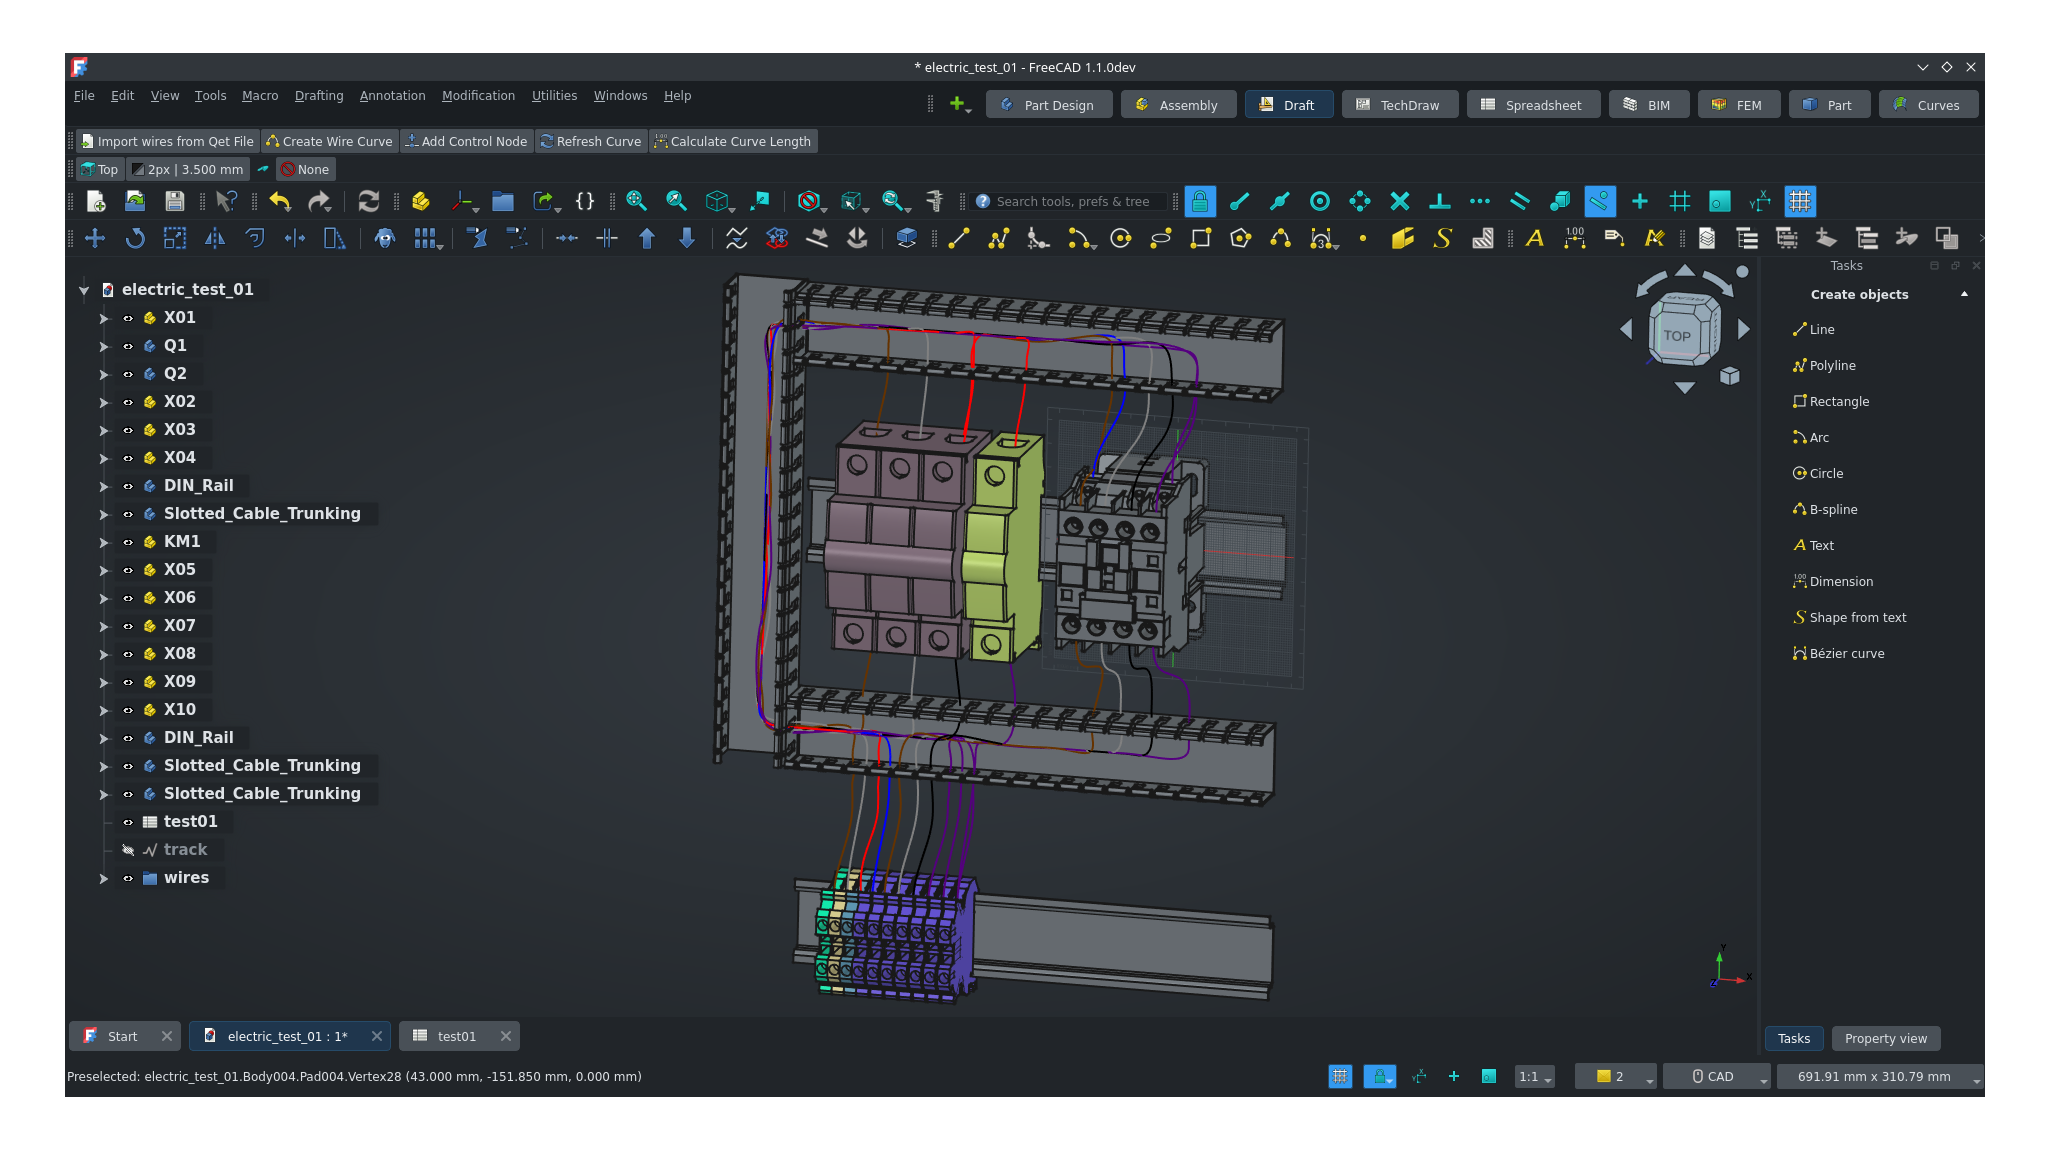 * electric_test_01 - FreeCAD 1.1.0dev
File Edit View Tools Macro Drafting Annotation Modification Utilities Windows Help
Part Design Assembly Draft TechDraw Spreadsheet BIM FEM Part Curves
Import wires from Qet File Create Wire Curve Add Control Node Refresh Curve Calculate Curve Length
Top 2px | 3.500 mm None
Search tools, prefs & tree
electric_test_01
X01
Q1
Q2
X02
X03
X04
DIN_Rail
Slotted_Cable_Trunking
KM1
X05
X06
X07
X08
X09
X10
DIN_Rail
Slotted_Cable_Trunking
Slotted_Cable_Trunking
test01
track
wires
TOP
Tasks
Create objects
Line
Polyline
Rectangle
Arc
Circle
B-spline
Text
Dimension
Shape from text
Bézier curve
Y
X
Z
Start electric_test_01 : 1* test01
Tasks Property view
Preselected: electric_test_01.Body004.Pad004.Vertex28 (43.000 mm, -151.850 mm, 0.000 mm)
1:1 2 CAD 691.91 mm x 310.79 mm